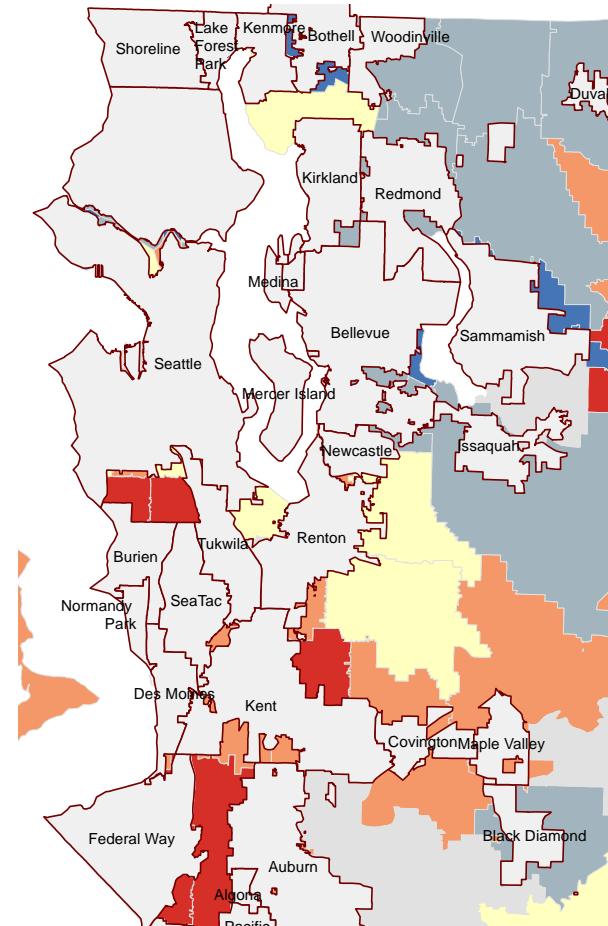 Shoreline
Lake
Forest
Park
Kenmore
Bothell
Woodinville
Duval
Kirkland
Redmond
Medina
Bellevue
Sammamish
Seattle
Mercer Island
Newcastle
Issaquah
Tukwila
Renton
Burien
SeaTac
Normandy
Park
Des Moines
Kent
Covington
Maple Valley
Federal Way
Black Diamond
Auburn
Algona
Pacific